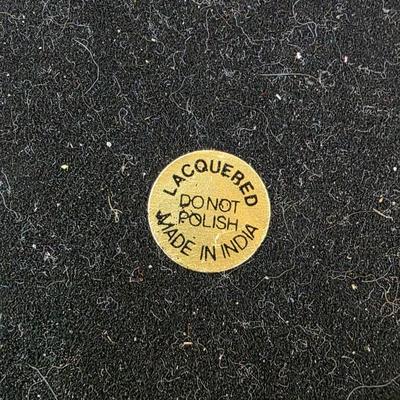 LACQUERED
DO NOT
POLISH
MADE IN INDIA